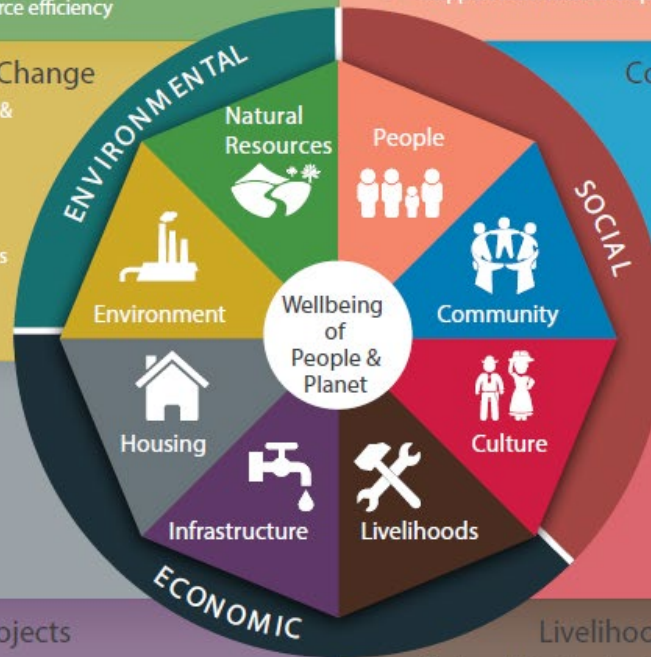 rce efficiency
Change
&
s
Co
ENVIRONMENTAL
SOCIAL
Natural
Resources
People
Environment
Community
Wellbeing
of
People &
Planet
Housing
Culture
Infrastructure
Livelihoods
ECONOMIC
ojects
Livelihoo